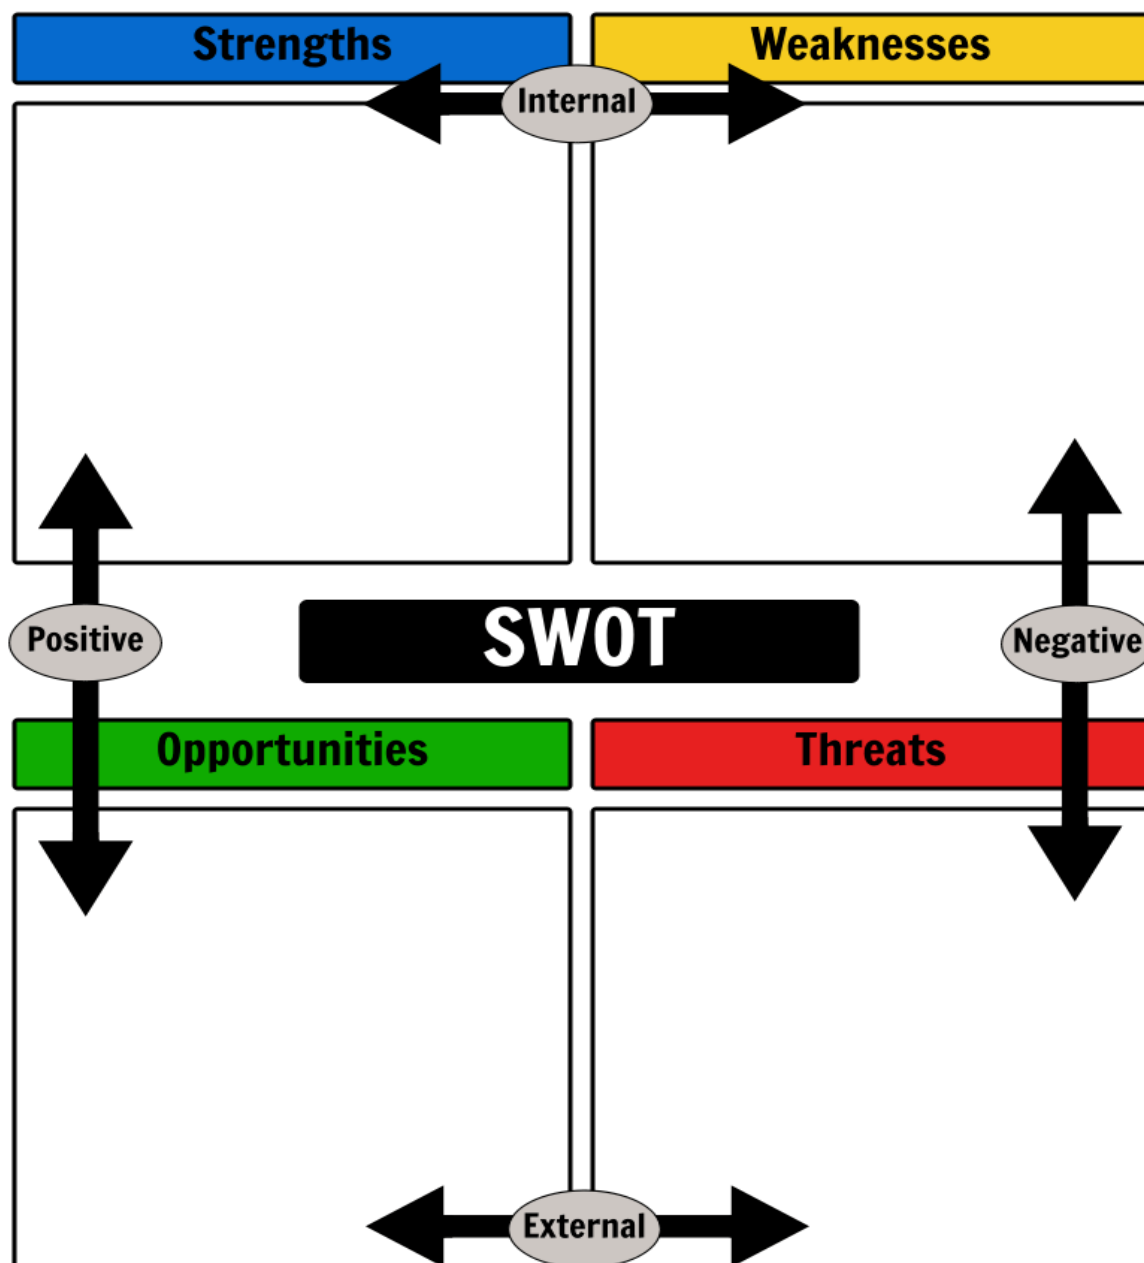 Strengths
Weaknesses
Internal
Positive
SWOT
Negative
Opportunities
Threats
External